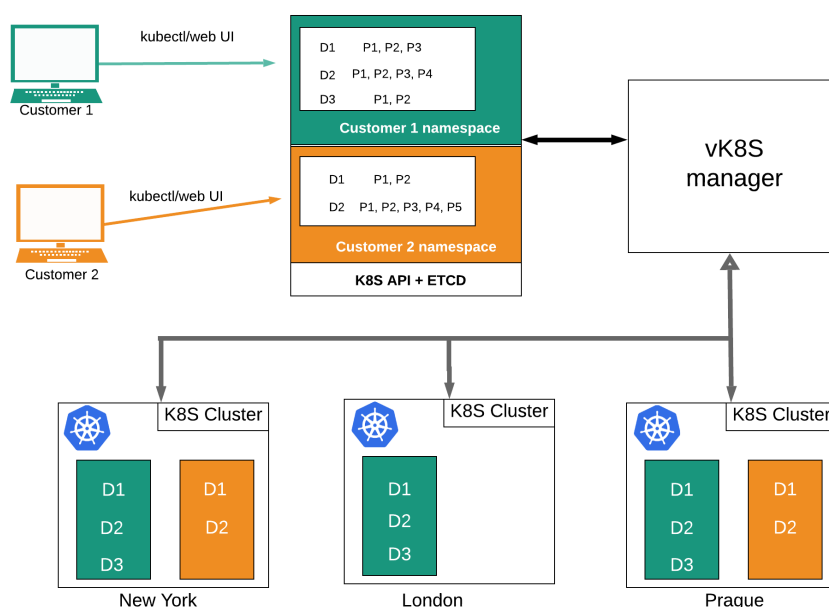 kubectl/web UI
Customer 1
D1 P1, P2, P3
D2 P1, P2, P3, P4
D3 P1, P2
Customer 1 namespace
kubectl/web UI
Customer 2
D1 P1, P2
D2 P1, P2, P3, P4, P5
Customer 2 namespace
K8S API + ETCD
vK8S
manager
K8S Cluster
D1
D2
D3
D1
D2
New York
K8S Cluster
D1
D2
D3
London
K8S Cluster
D1
D2
D3
D1
D2
Prague